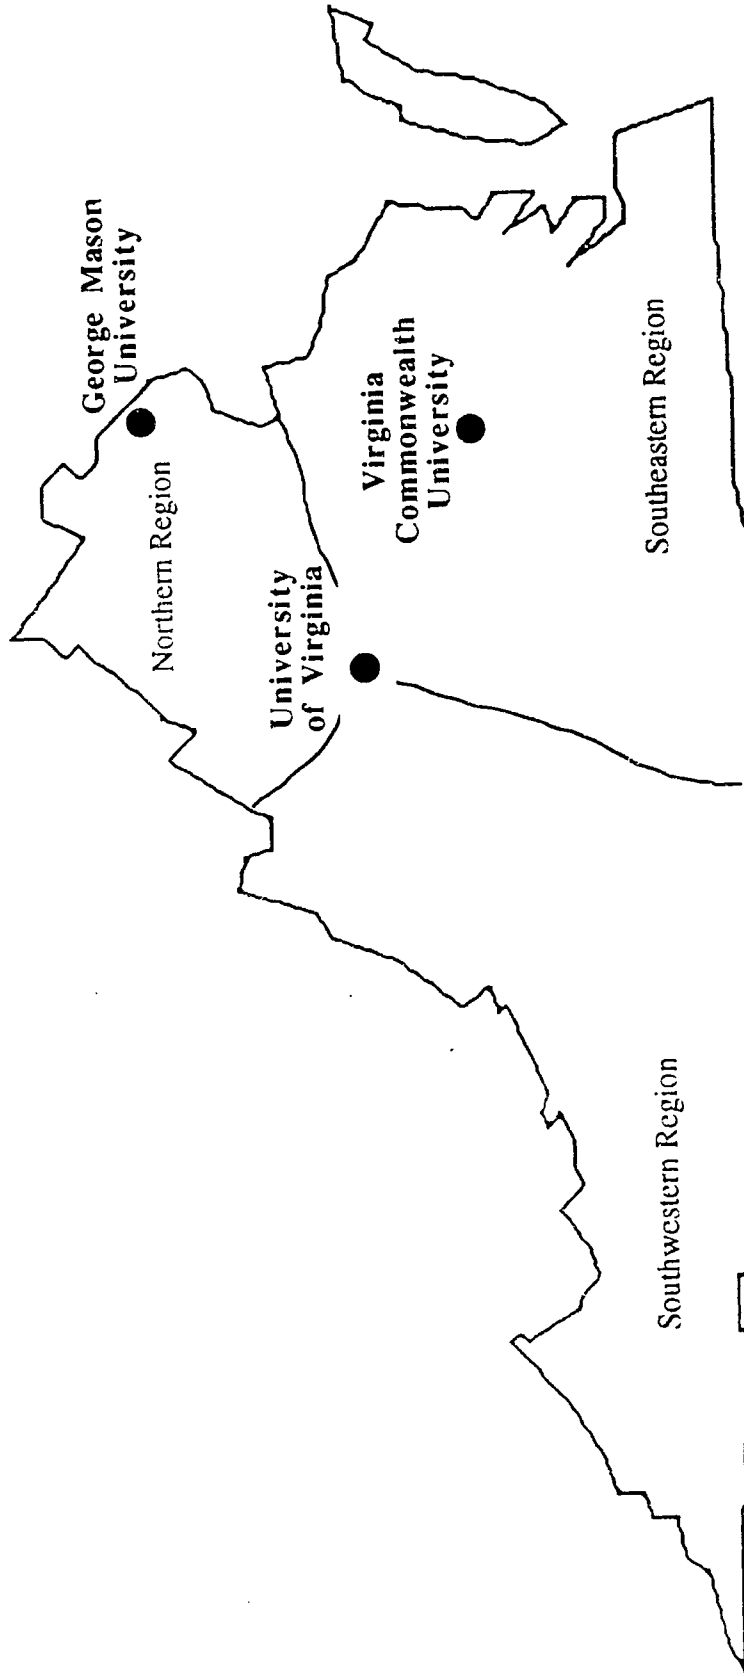 George Mason
University
Northern Region
University
of Virginia
Virginia
Commonwealth
University
Southeastern Region
Southwestern Region